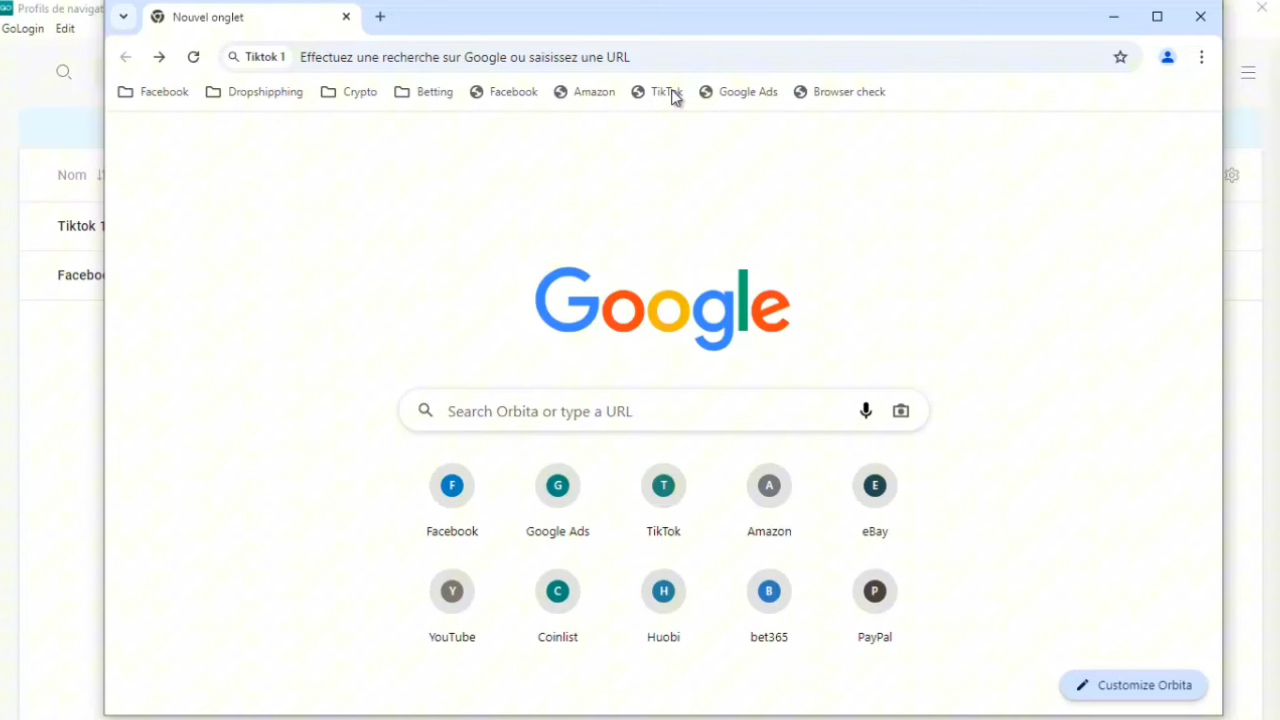 GO Profils de navigat
GoLogin Edit
Nouvel onglet
Tiktok 1 Effectuez une recherche sur Google ou saisissez une URL
Facebook Dropshipphing Crypto Betting Facebook Amazon TikTok Google Ads Browser check
Nom
Tiktok 1
Facebo
Google
Search Orbita or type a URL
F G T A E
Facebook Google Ads TikTok Amazon eBay
Y C H B P
YouTube Coinlist Huobi bet365 PayPal
Customize Orbita